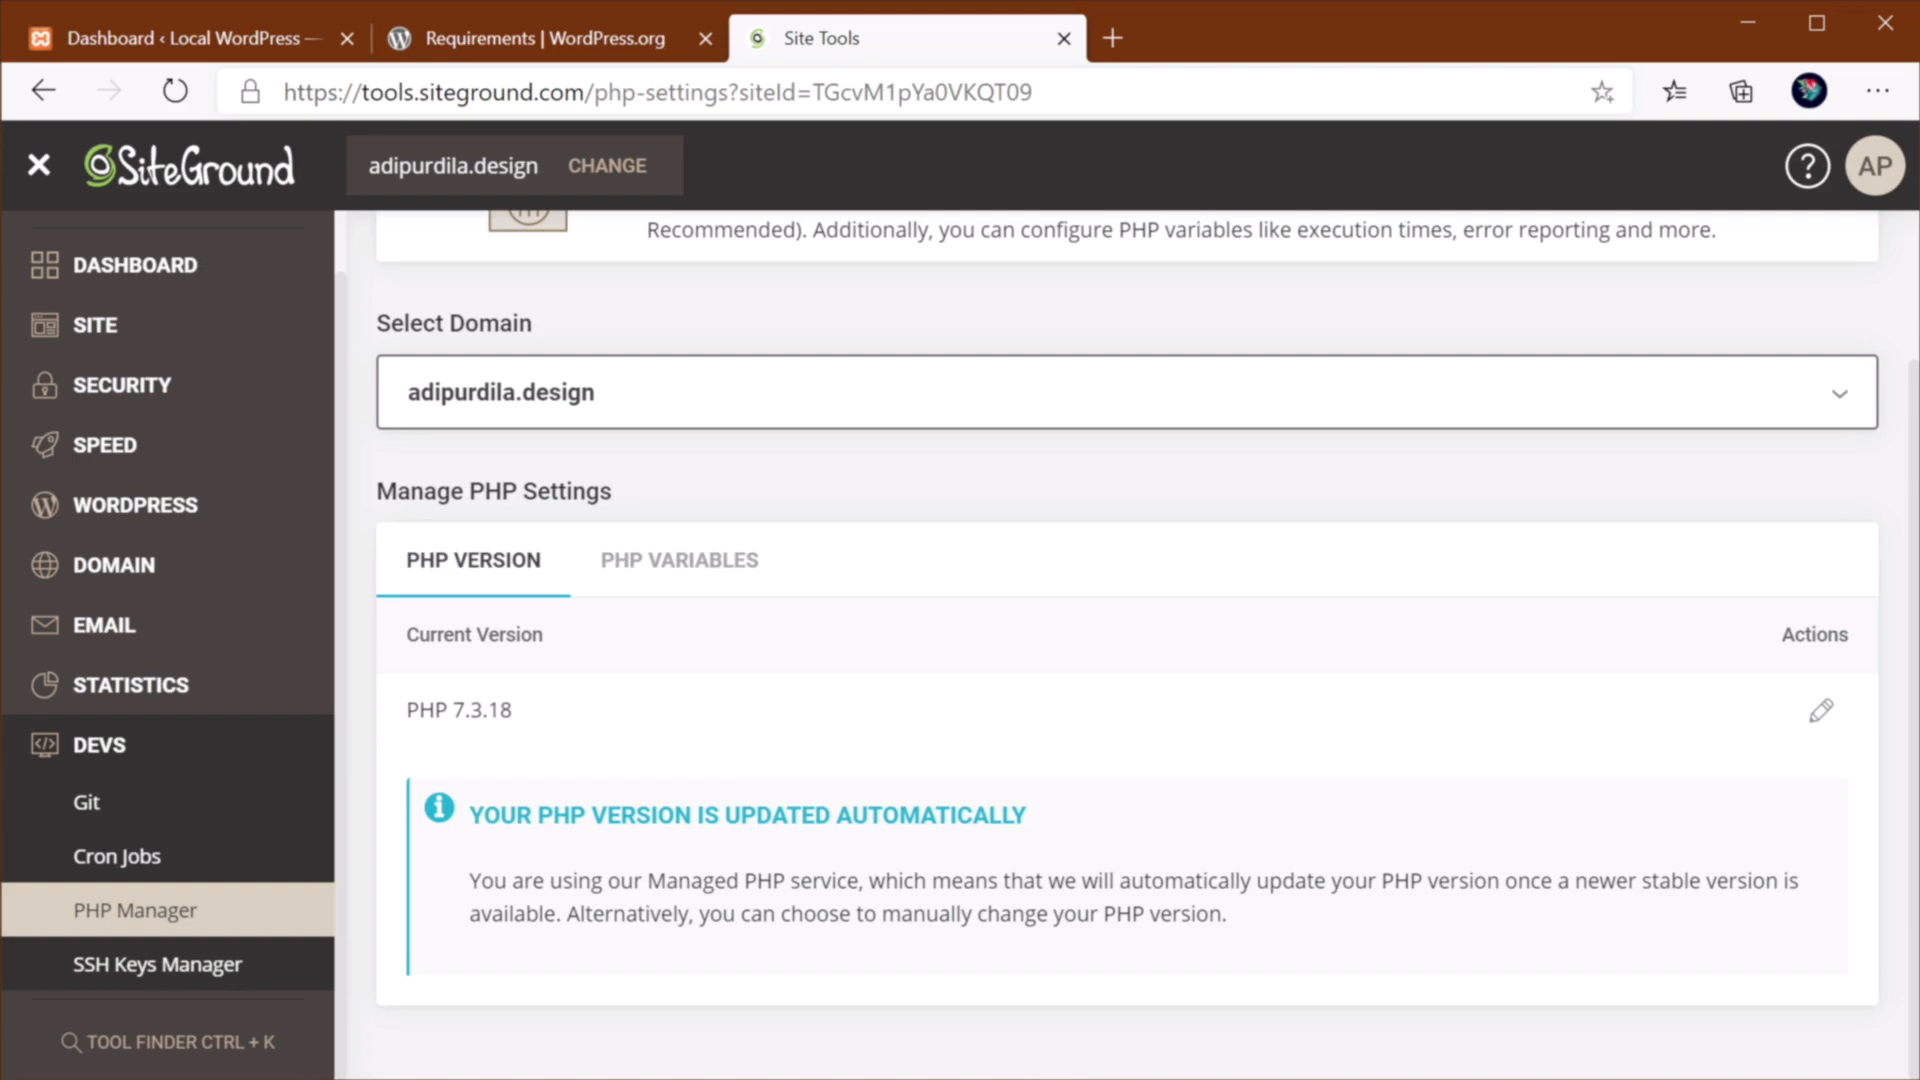 Dashboard ‹ Local WordPress —
Requirements | WordPress.org
Site Tools
https://tools.siteground.com/php-settings?siteId=TGcvM1pYa0VKQT09
SiteGround
adipurdila.design CHANGE
?
AP
Recommended). Additionally, you can configure PHP variables like execution times, error reporting and more.
DASHBOARD
SITE
SECURITY
SPEED
WORDPRESS
DOMAIN
EMAIL
STATISTICS
DEVS
Git
Cron Jobs
PHP Manager
SSH Keys Manager
TOOL FINDER CTRL + K
Select Domain
adipurdila.design
Manage PHP Settings
PHP VERSION PHP VARIABLES
Current Version Actions
PHP 7.3.18
YOUR PHP VERSION IS UPDATED AUTOMATICALLY
You are using our Managed PHP service, which means that we will automatically update your PHP version once a newer stable version is
available. Alternatively, you can choose to manually change your PHP version.